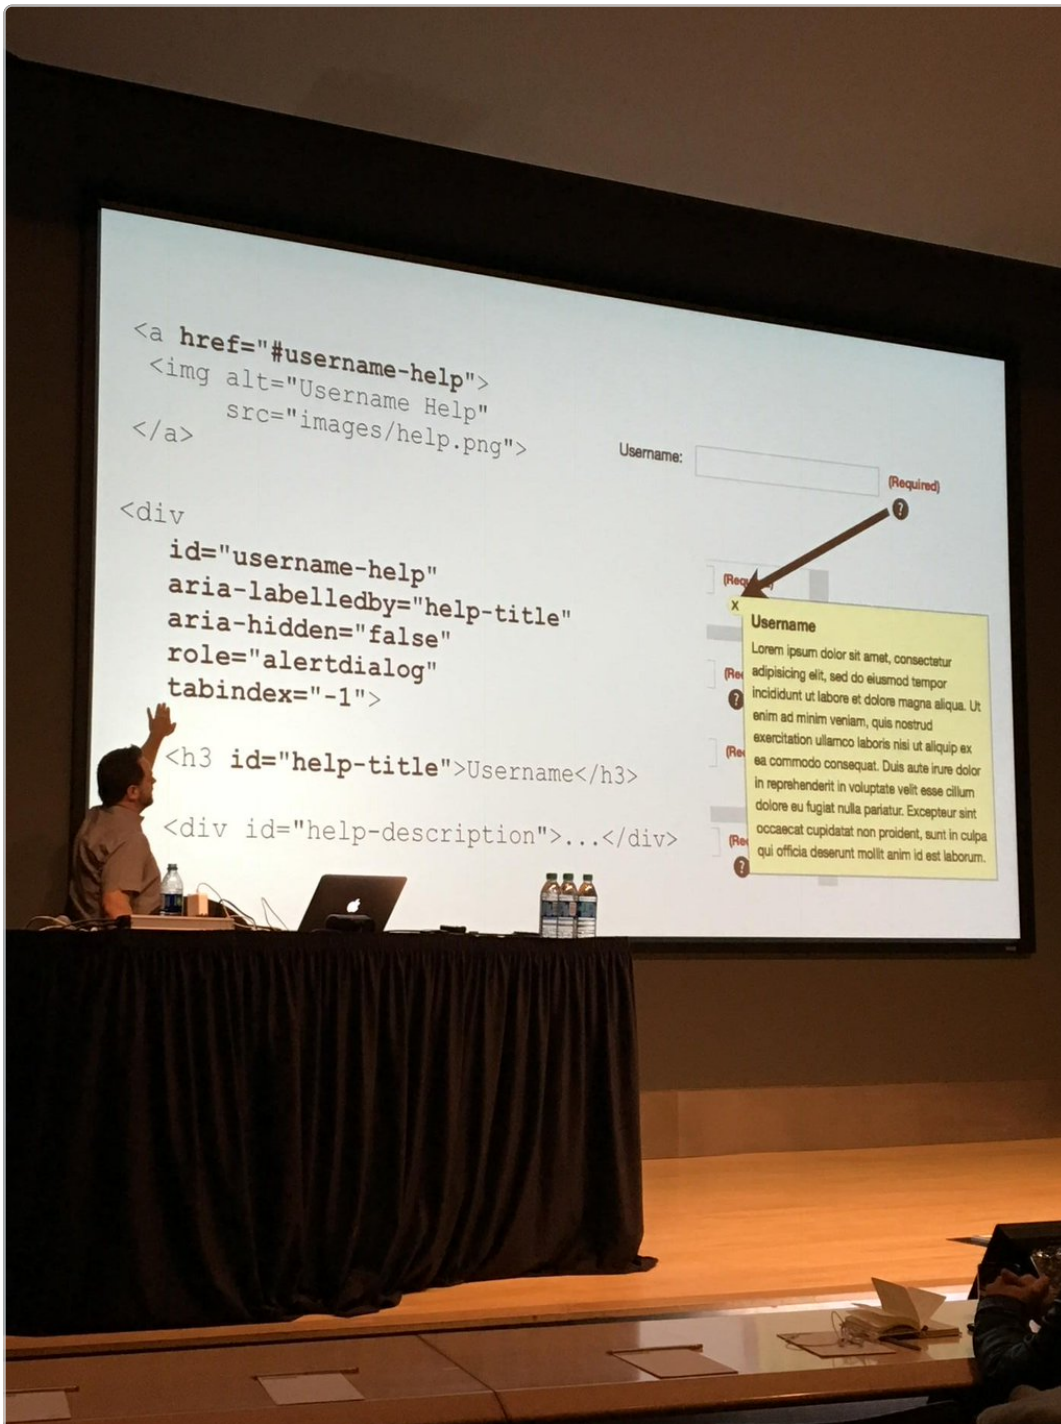 <a href="#username-help">
<img alt="Username Help"
src="images/help.png">
</a>
<div
id="username-help"
aria-labelledby="help-title"
aria-hidden="false"
role="alertdialog"
tabindex="-1">
<h3 id="help-title">Username</h3>
<div id="help-description">...</div>
Username:
(Required)
?
X
Username
Lorem ipsum dolor sit amet, consectetur
adipisicing elit, sed do eiusmod tempor
incididunt ut labore et dolore magna aliqua. Ut
enim ad minim veniam, quis nostrud
exercitation ullamco laboris nisi ut aliquip ex
ea commodo consequat. Duis aute irure dolor
in reprehenderit in voluptate velit esse cillum
dolore eu fugiat nulla pariatur. Excepteur sint
occaecat cupidatat non proident, sunt in culpa
qui officia deserunt mollit anim id est laborum.
?
?